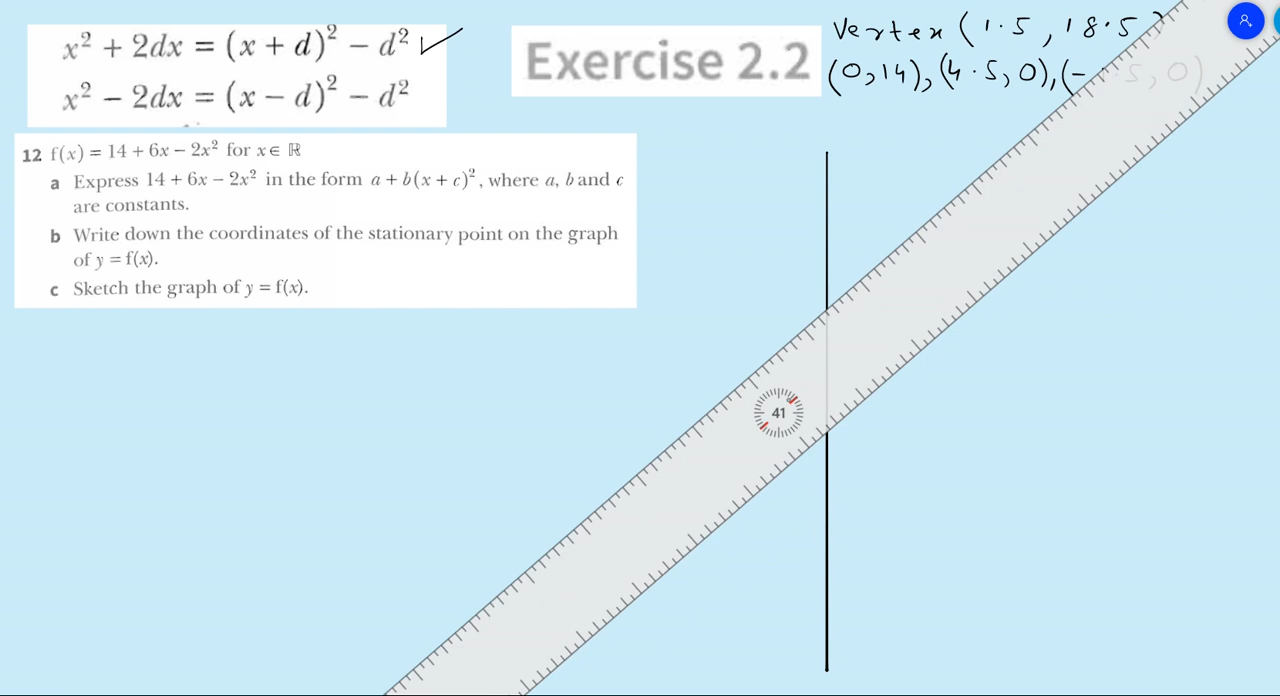 x² + 2dx = (x + d)² − d²
x² − 2dx = (x − d)² − d²
Exercise 2.2
Vertex (1.5, 18.5)
(0,14), (4.5, 0), (- 5, 0)
12 f(x) = 14 + 6x − 2x² for x ∈ ℝ
a Express 14 + 6x − 2x² in the form a + b(x + c)², where a, b and c
are constants.
b Write down the coordinates of the stationary point on the graph
of y = f(x).
c Sketch the graph of y = f(x).
41